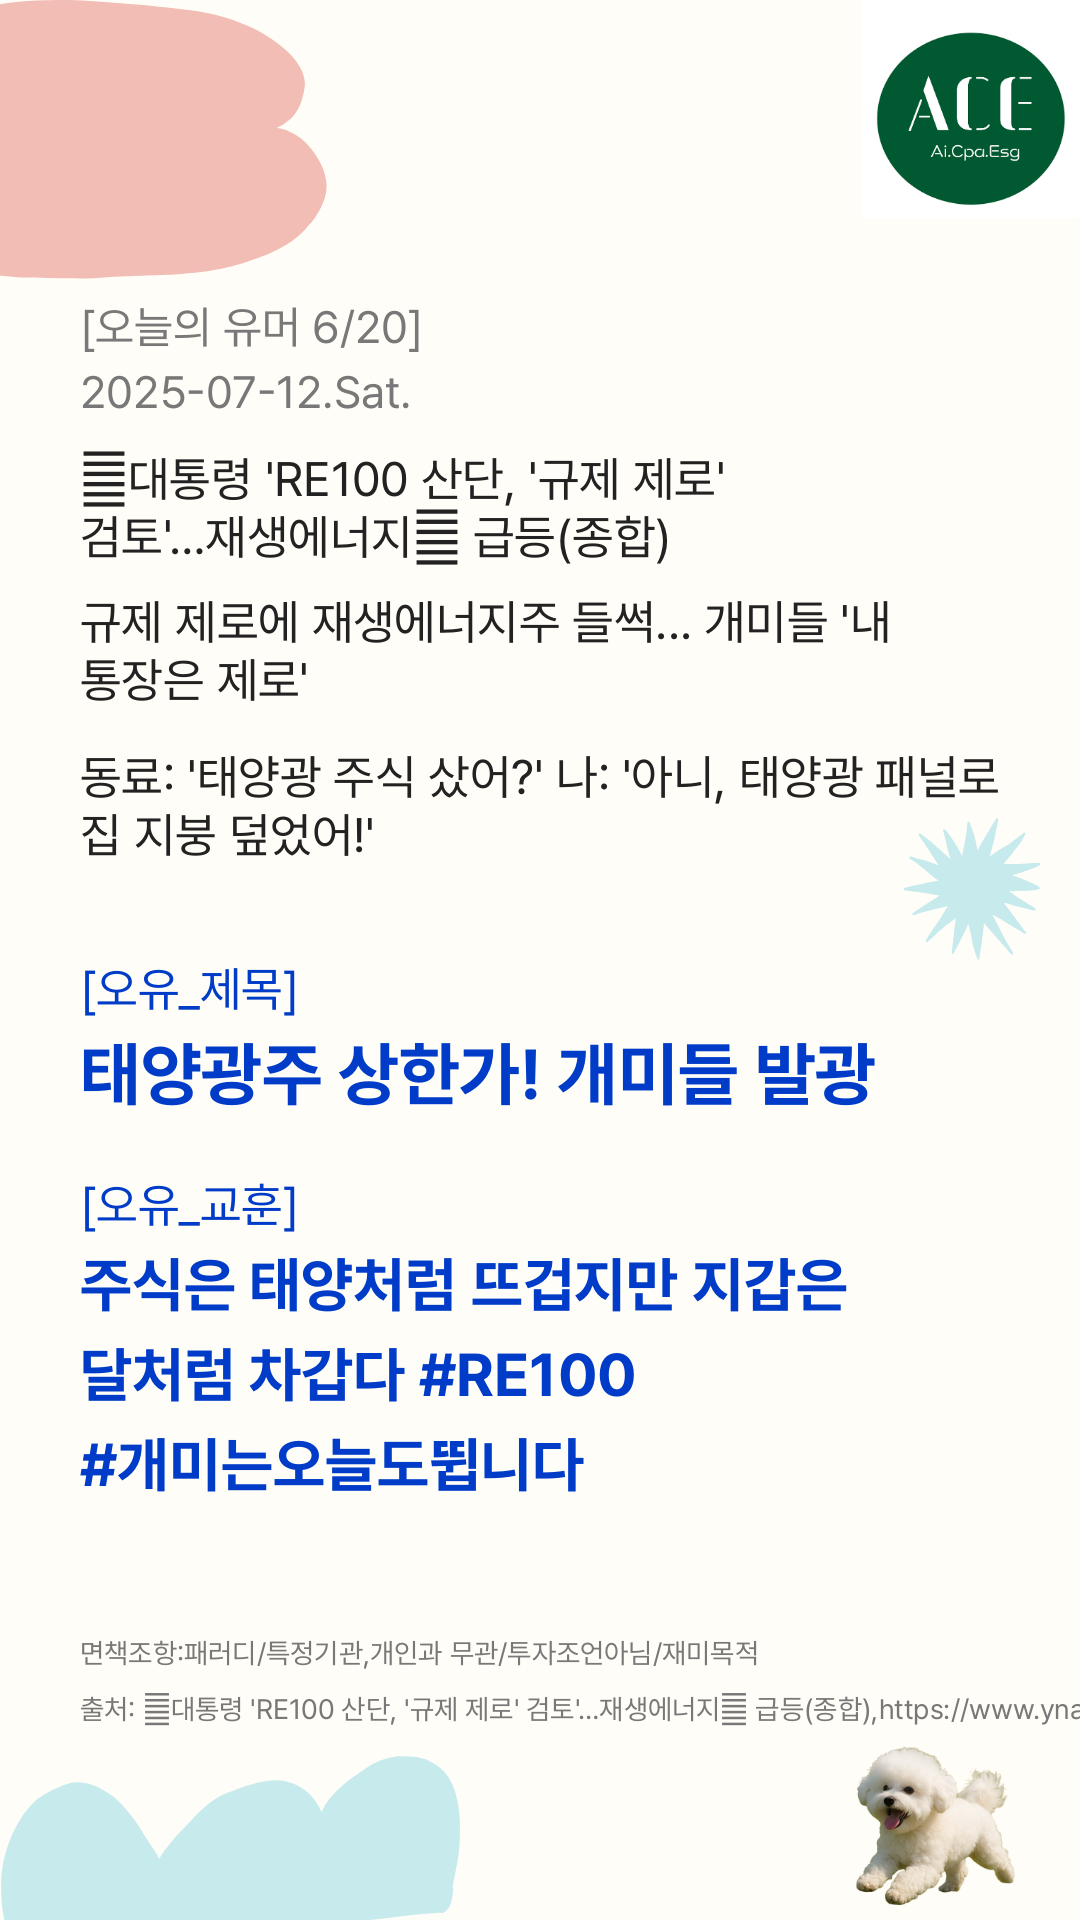 ACE
Ai.Cpa.Esg
[오늘의 유머 6/20]
2025-07-12.Sat.
대통령 'RE100 산단, '규제 제로'
검토'...재생에너지 급등(종합)
규제 제로에 재생에너지주 들썩... 개미들 '내
통장은 제로'
동료: '태양광 주식 샀어?' 나: '아니, 태양광 패널로
집 지붕 덮었어!'
[오유_제목]
태양광주 상한가! 개미들 발광
[오유_교훈]
주식은 태양처럼 뜨겁지만 지갑은
달처럼 차갑다 #RE100
#개미는오늘도뜁니다
면책조항:패러디/특정기관,개인과 무관/투자조언아님/재미목적
출처: 대통령 'RE100 산단, '규제 제로' 검토'...재생에너지 급등(종합),https://www.yna